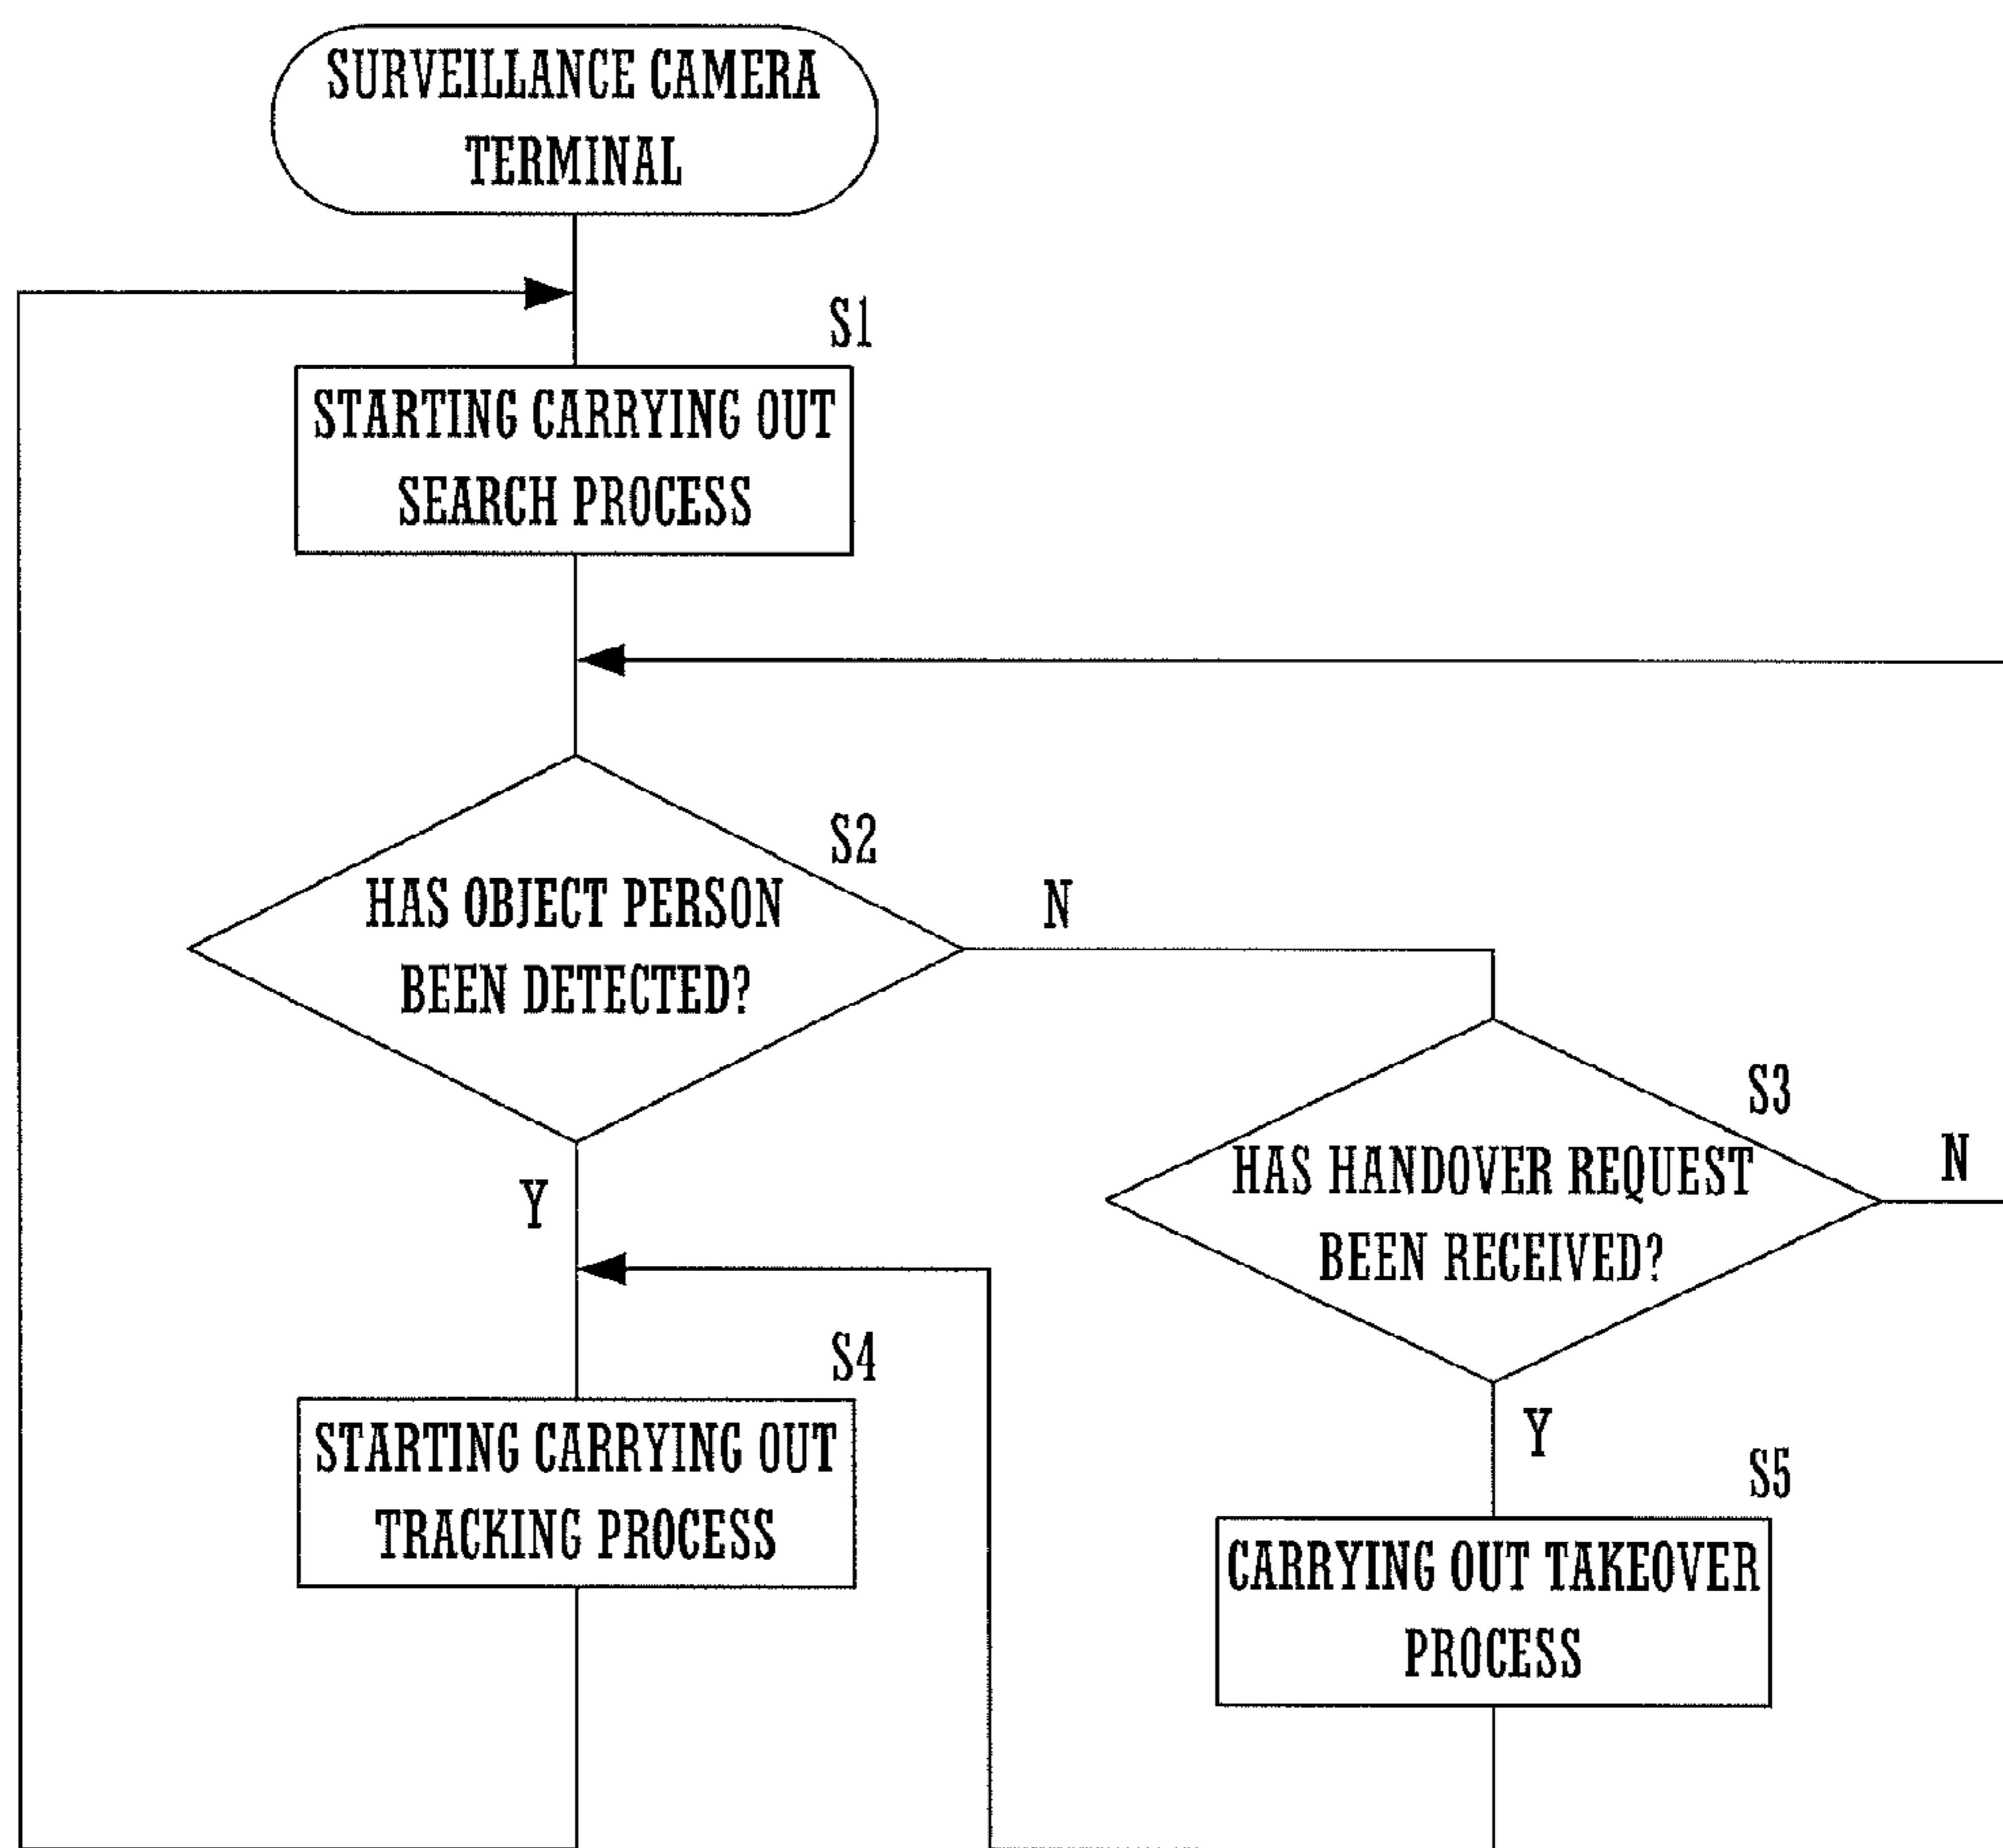 SURVEILLANCE CAMERA
TERMINAL
S1
STARTING CARRYING OUT
SEARCH PROCESS
S2
HAS OBJECT PERSON
BEEN DETECTED?
N
Y
S3
HAS HANDOVER REQUEST
BEEN RECEIVED?
N
Y
S4
STARTING CARRYING OUT
TRACKING PROCESS
S5
CARRYING OUT TAKEOVER
PROCESS